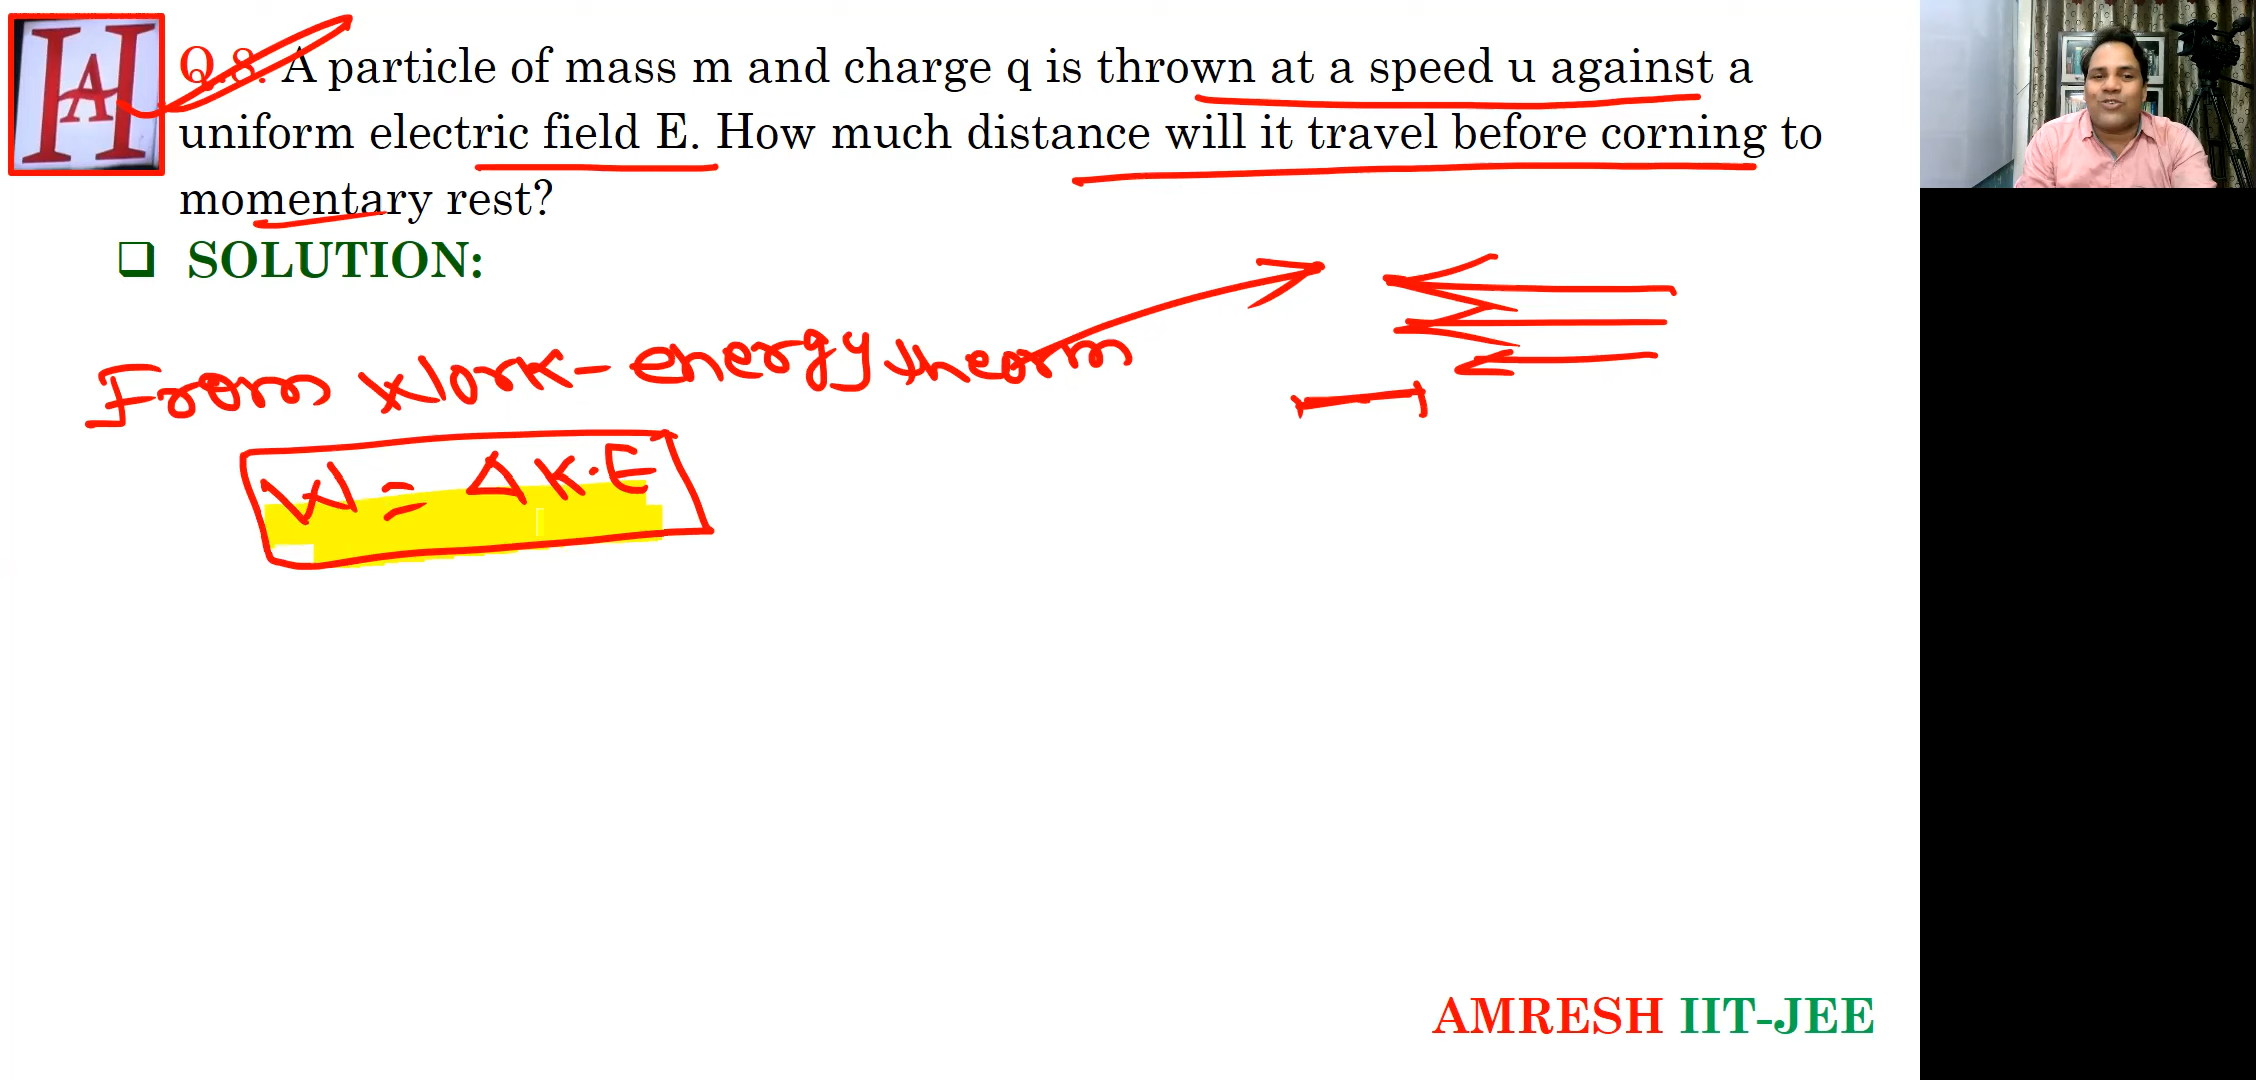 HA
Q.8. A particle of mass m and charge q is thrown at a speed u against a
uniform electric field E. How much distance will it travel before corning to
momentary rest?
❑ SOLUTION:
From Work-energy theorm
W = Δ K.E
AMRESH IIT-JEE